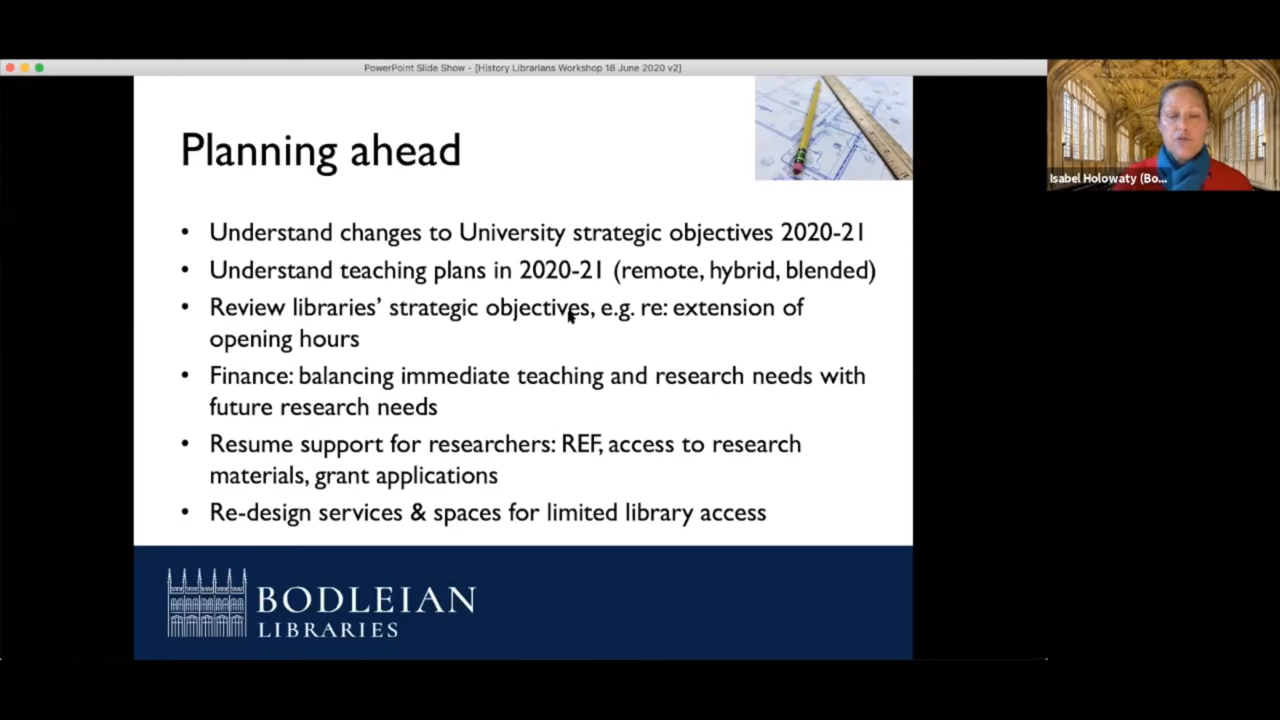 PowerPoint Slide Show - [History Librarians Workshop 18 June 2020 v2]
Planning ahead
Isabel Holowaty (Bo...
• Understand changes to University strategic objectives 2020-21
• Understand teaching plans in 2020-21 (remote, hybrid, blended)
• Review libraries’ strategic objectives, e.g. re: extension of
opening hours
• Finance: balancing immediate teaching and research needs with
future research needs
• Resume support for researchers: REF, access to research
materials, grant applications
• Re-design services & spaces for limited library access
BODLEIAN
LIBRARIES